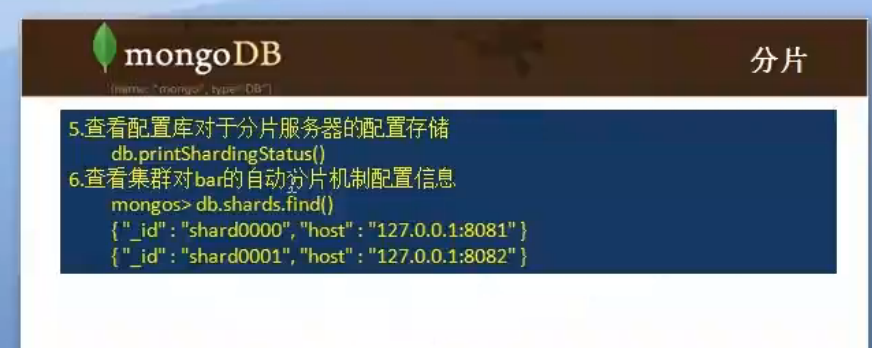 mongoDB
{name: "mongo", type="DB"}
分片
5.查看配置库对于分片服务器的配置存储
db.printShardingStatus()
6.查看集群对bar的自动分片机制配置信息
mongos> db.shards.find()
{ "_id" : "shard0000", "host" : "127.0.0.1:8081" }
{ "_id" : "shard0001", "host" : "127.0.0.1:8082" }